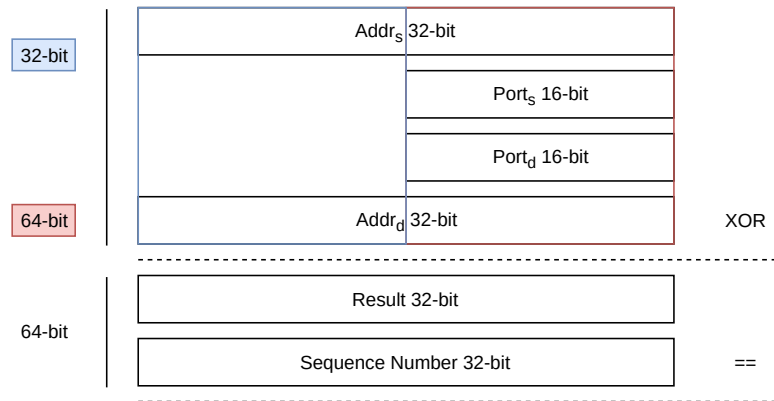 Addrs 32-bit
32-bit
Ports 16-bit
Portd 16-bit
64-bit
Addrd 32-bit
XOR
Result 32-bit
64-bit
Sequence Number 32-bit
==